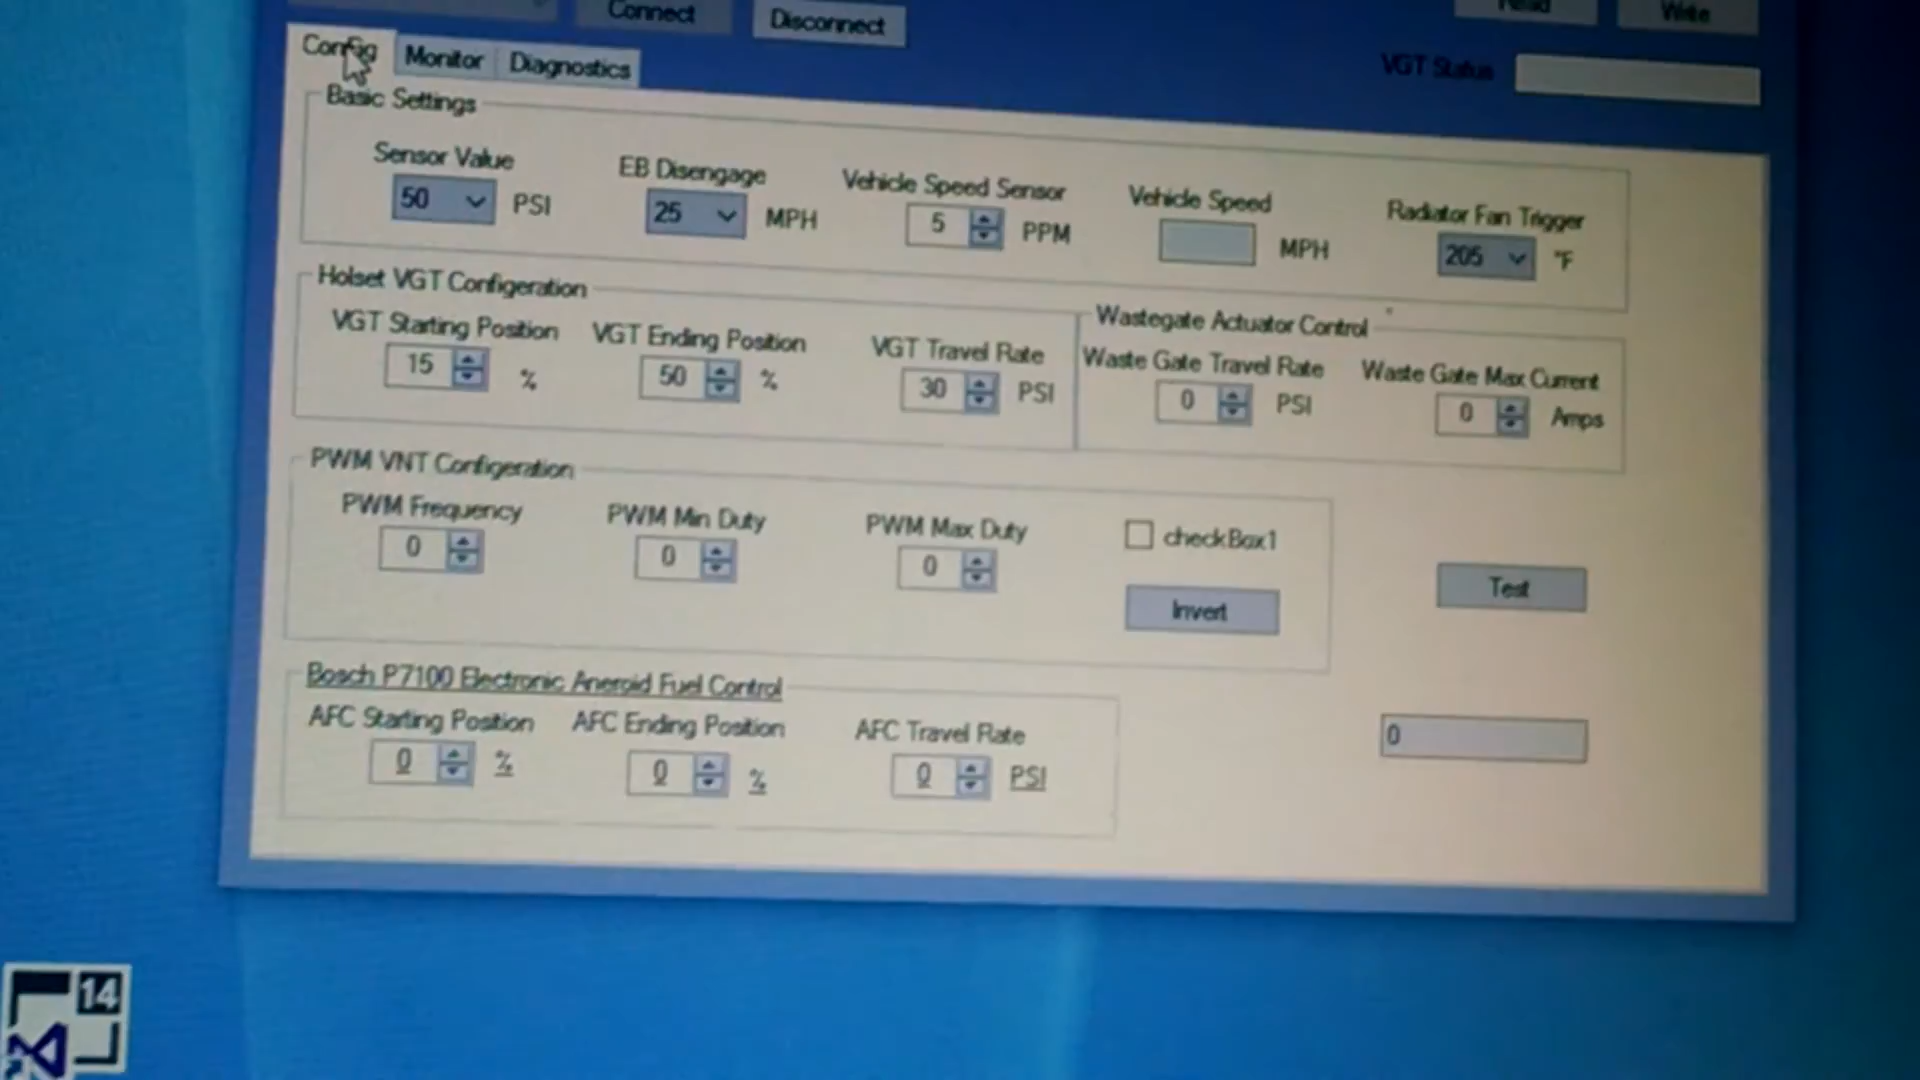 Connect Disconnect Read Write
Config Monitor Diagnostics VGT Status
Basic Settings
Sensor Value EB Disengage Vehicle Speed Sensor Vehicle Speed Radiator Fan Trigger
50 PSI 25 MPH 5 PPM MPH 205 °F
Holset VGT Configeration Wastegate Actuator Control
VGT Starting Position VGT Ending Position VGT Travel Rate Waste Gate Travel Rate Waste Gate Max Current
15 % 50 % 30 PSI 0 PSI 0 Amps
PWM VNT Configeration
PWM Frequency PWM Min Duty PWM Max Duty checkBox1
0 0 0
Invert Test
Bosch P7100 Electronic Aneroid Fuel Control
AFC Starting Position AFC Ending Position AFC Travel Rate
0 % 0 % 0 PSI 0
14